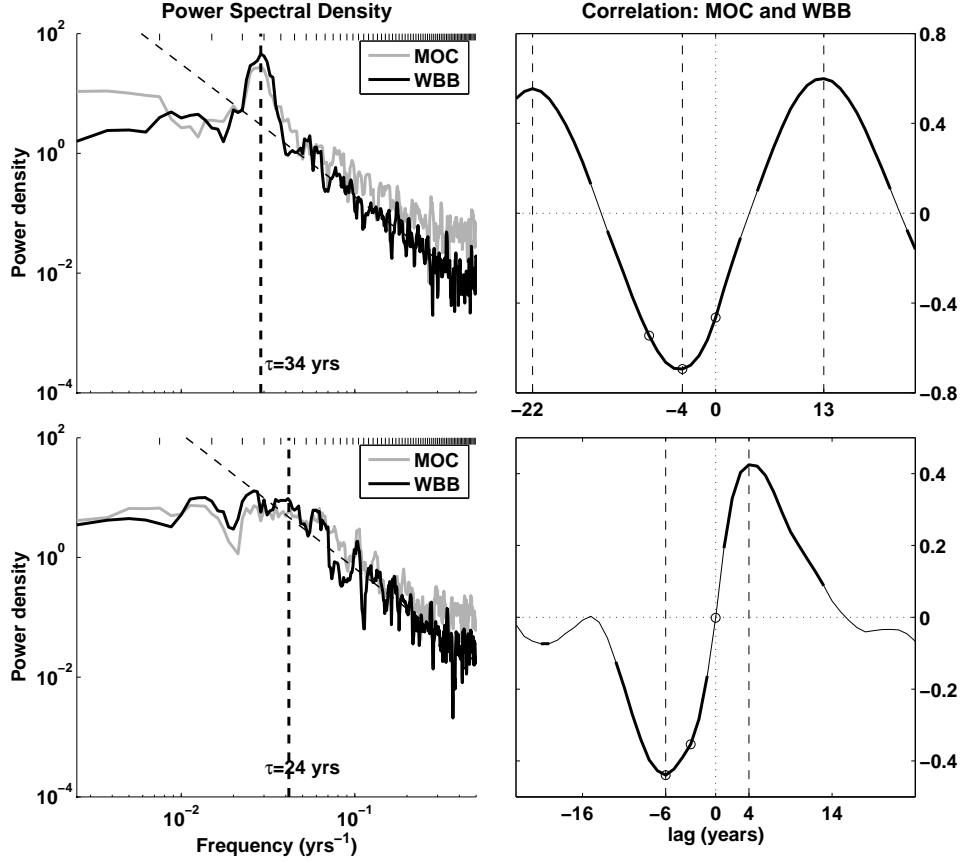 Power Spectral Density
Correlation: MOC and WBB
10^2
10^0
10^−2
10^−4
Power density
MOC
WBB
τ=34 yrs
0.8
0.4
0
−0.4
−0.8
−22
−4
0
13
10^2
10^0
10^−2
10^−4
Power density
MOC
WBB
τ=24 yrs
10^−2
10^−1
Frequency (yrs^−1)
0.4
0.2
0
−0.2
−0.4
−16
−6
0
4
14
lag (years)